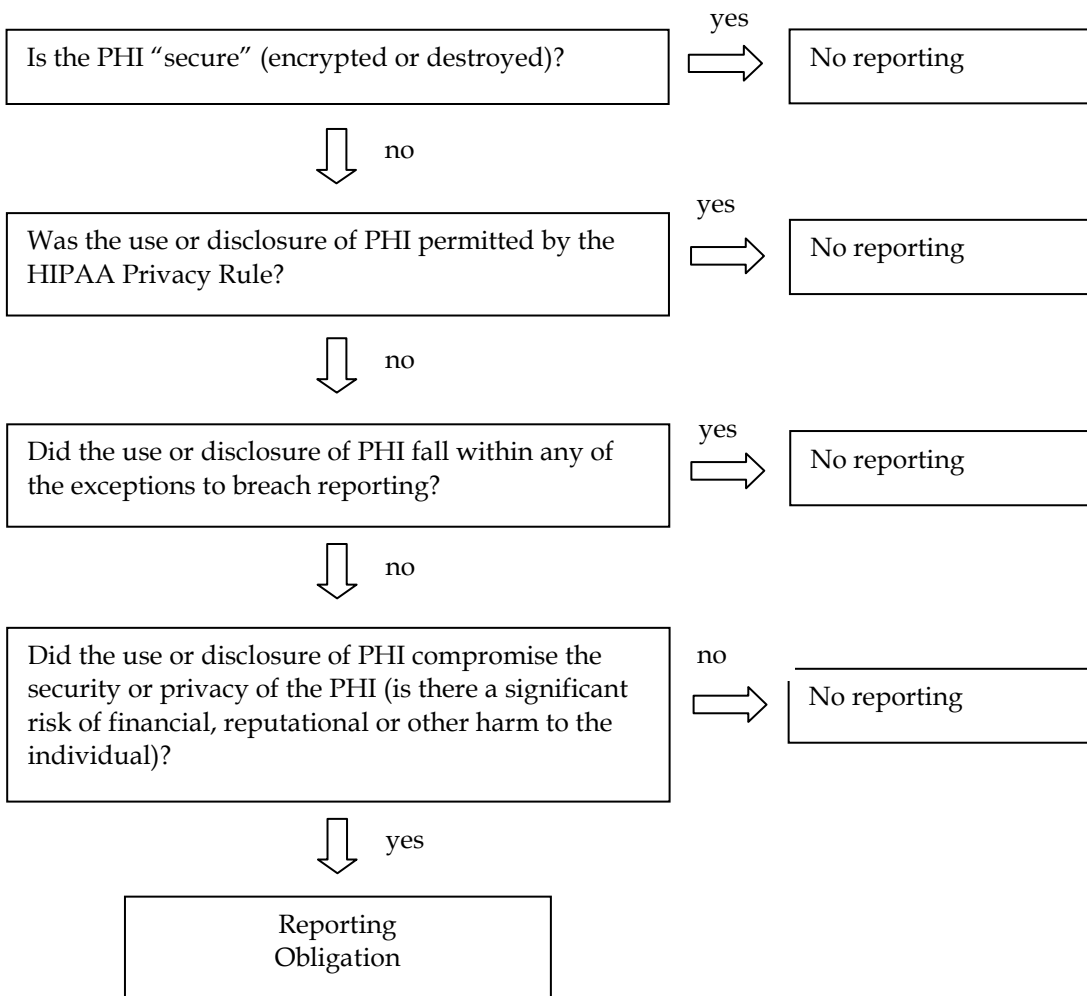 yes
Is the PHI “secure” (encrypted or destroyed)?
No reporting
no
yes
Was the use or disclosure of PHI permitted by the
HIPAA Privacy Rule?
No reporting
no
yes
Did the use or disclosure of PHI fall within any of
the exceptions to breach reporting?
No reporting
no
Did the use or disclosure of PHI compromise the
security or privacy of the PHI (is there a significant
risk of financial, reputational or other harm to the
individual)?
no
No reporting
yes
Reporting
Obligation